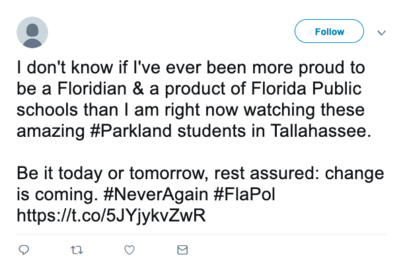 Follow
I don't know if I've ever been more proud to
be a Floridian & a product of Florida Public
schools than I am right now watching these
amazing #Parkland students in Tallahassee.
Be it today or tomorrow, rest assured: change
is coming. #NeverAgain #FlaPol
https://t.co/5JYjykvZwR